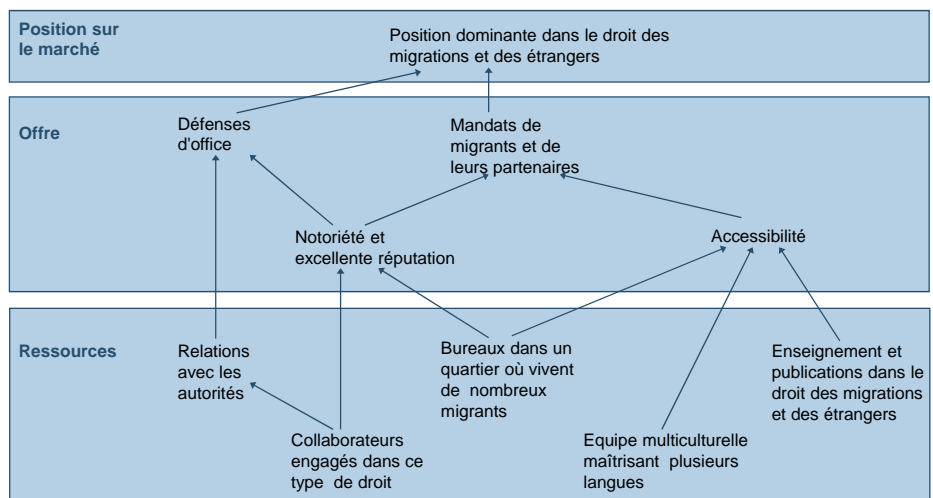 Position sur
le marché
Position dominante dans le droit des
migrations et des étrangers
Offre
Défenses
d'office
Mandats de
migrants et de
leurs partenaires
Notoriété et
excellente réputation
Accessibilité
Ressources
Relations
avec les
autorités
Bureaux dans un
quartier où vivent
de nombreux
migrants
Enseignement et
publications dans le
droit des migrations
et des étrangers
Collaborateurs
engagés dans ce
type de droit
Equipe multiculturelle
maîtrisant plusieurs
langues